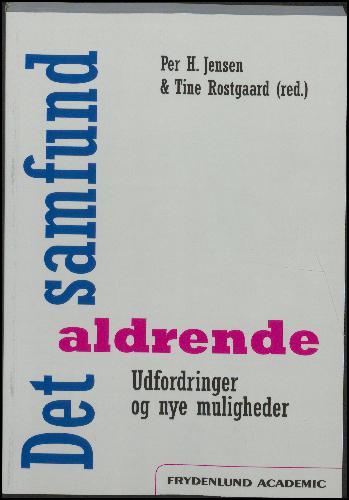 Per H. Jensen
& Tine Rostgaard (red.)
Det
aldrende
samfund
Udfordringer
og nye muligheder
FRYDENLUND ACADEMIC